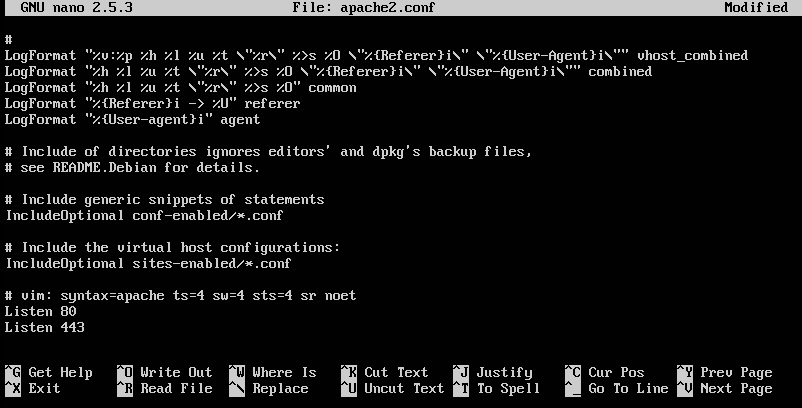 GNU nano 2.5.3 File: apache2.conf Modified
#
LogFormat "%v:%p %h %l %u %t \"%r\" %>s %O \"%{Referer}i\" \"%{User-Agent}i\"" vhost_combined
LogFormat "%h %l %u %t \"%r\" %>s %O \"%{Referer}i\" \"%{User-Agent}i\"" combined
LogFormat "%h %l %u %t \"%r\" %>s %O" common
LogFormat "%{Referer}i -> %U" referer
LogFormat "%{User-agent}i" agent
# Include of directories ignores editors' and dpkg's backup files,
# see README.Debian for details.
# Include generic snippets of statements
IncludeOptional conf-enabled/*.conf
# Include the virtual host configurations:
IncludeOptional sites-enabled/*.conf
# vim: syntax=apache ts=4 sw=4 sts=4 sr noet
Listen 80
Listen 443
^G Get Help ^O Write Out ^W Where Is ^K Cut Text ^J Justify ^C Cur Pos ^Y Prev Page
^X Exit ^R Read File ^\ Replace ^U Uncut Text ^T To Spell ^_ Go To Line ^V Next Page